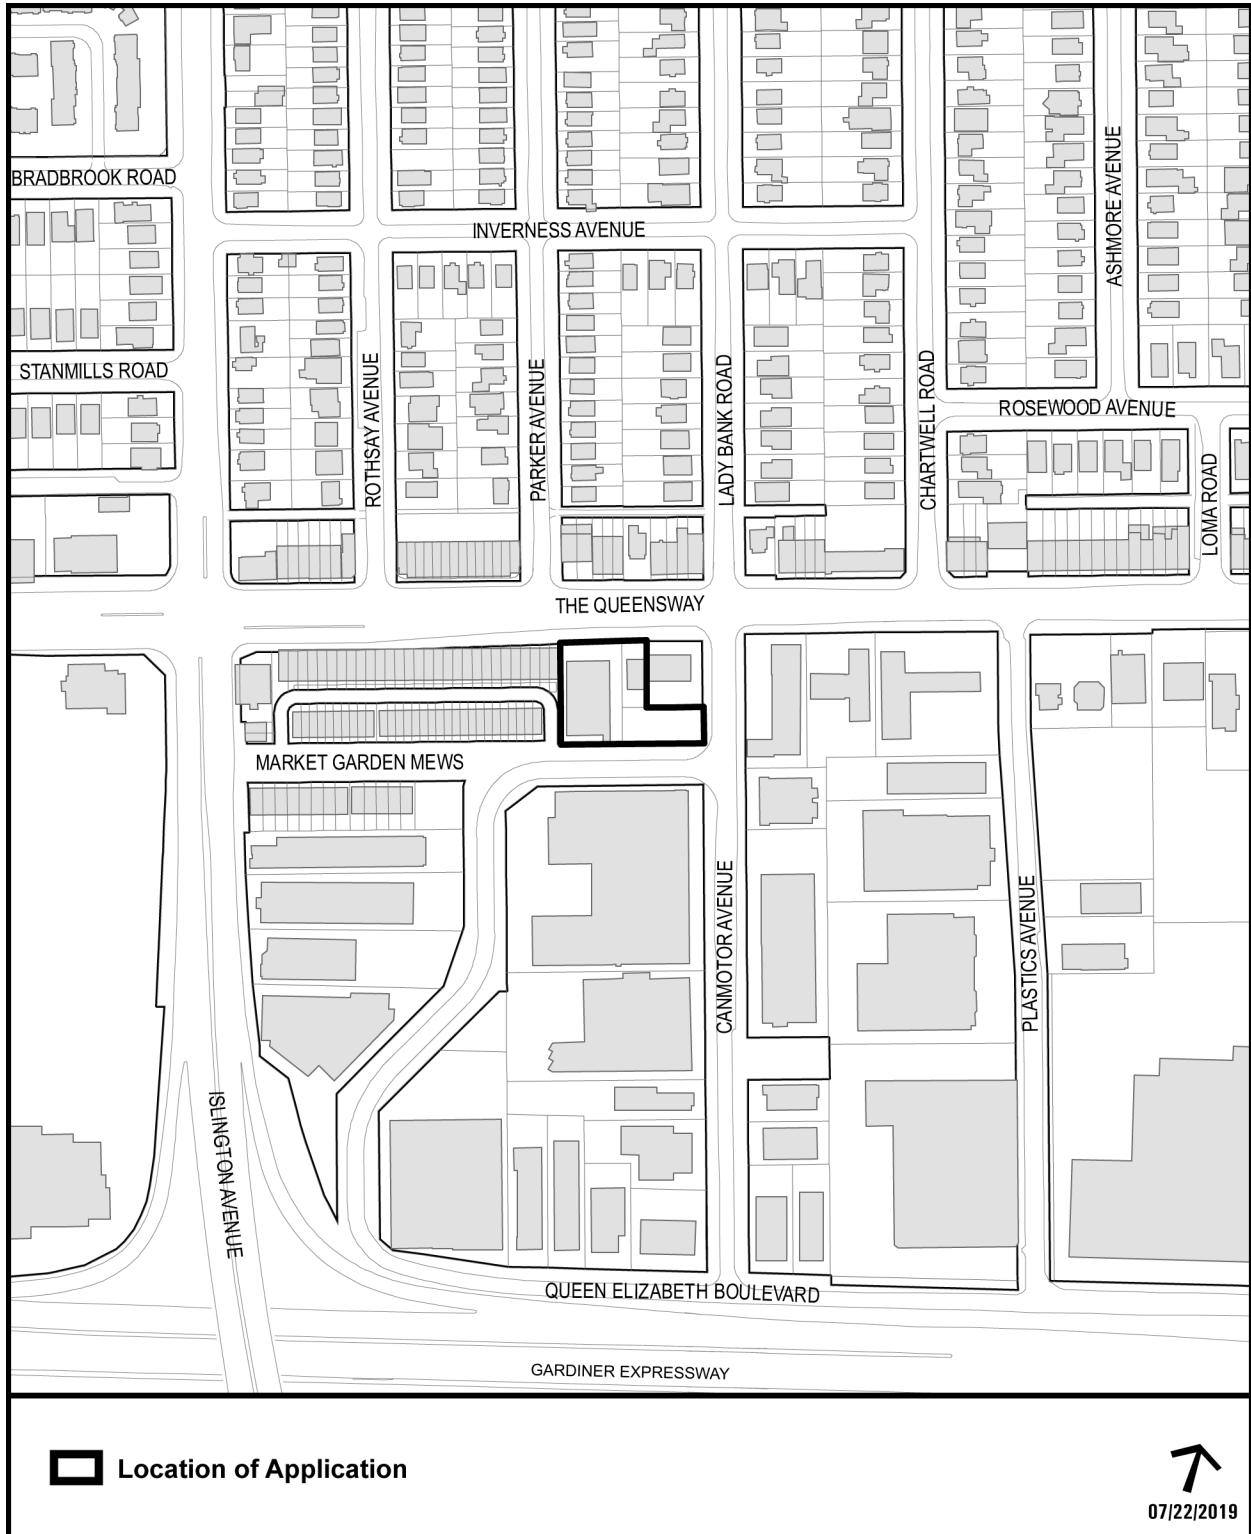 BRADBROOK ROAD
INVERNESS AVENUE
ASHMORE AVENUE
STANMILLS ROAD
ROTHSAY AVENUE
PARKER AVENUE
LADY BANK ROAD
CHARTWELL ROAD
ROSEWOOD AVENUE
LOMA ROAD
THE QUEENSWAY
MARKET GARDEN MEWS
CANMOTOR AVENUE
PLASTICS AVENUE
ISLINGTON AVENUE
QUEEN ELIZABETH BOULEVARD
GARDINER EXPRESSWAY
Location of Application
07/22/2019